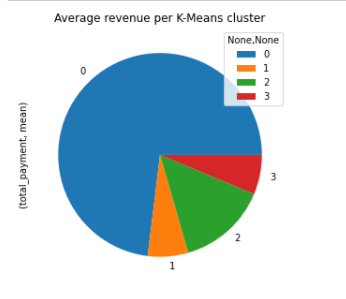 Average revenue per K-Means cluster
None,None
0
1
2
3
0
(total_payment, mean)
3
2
1